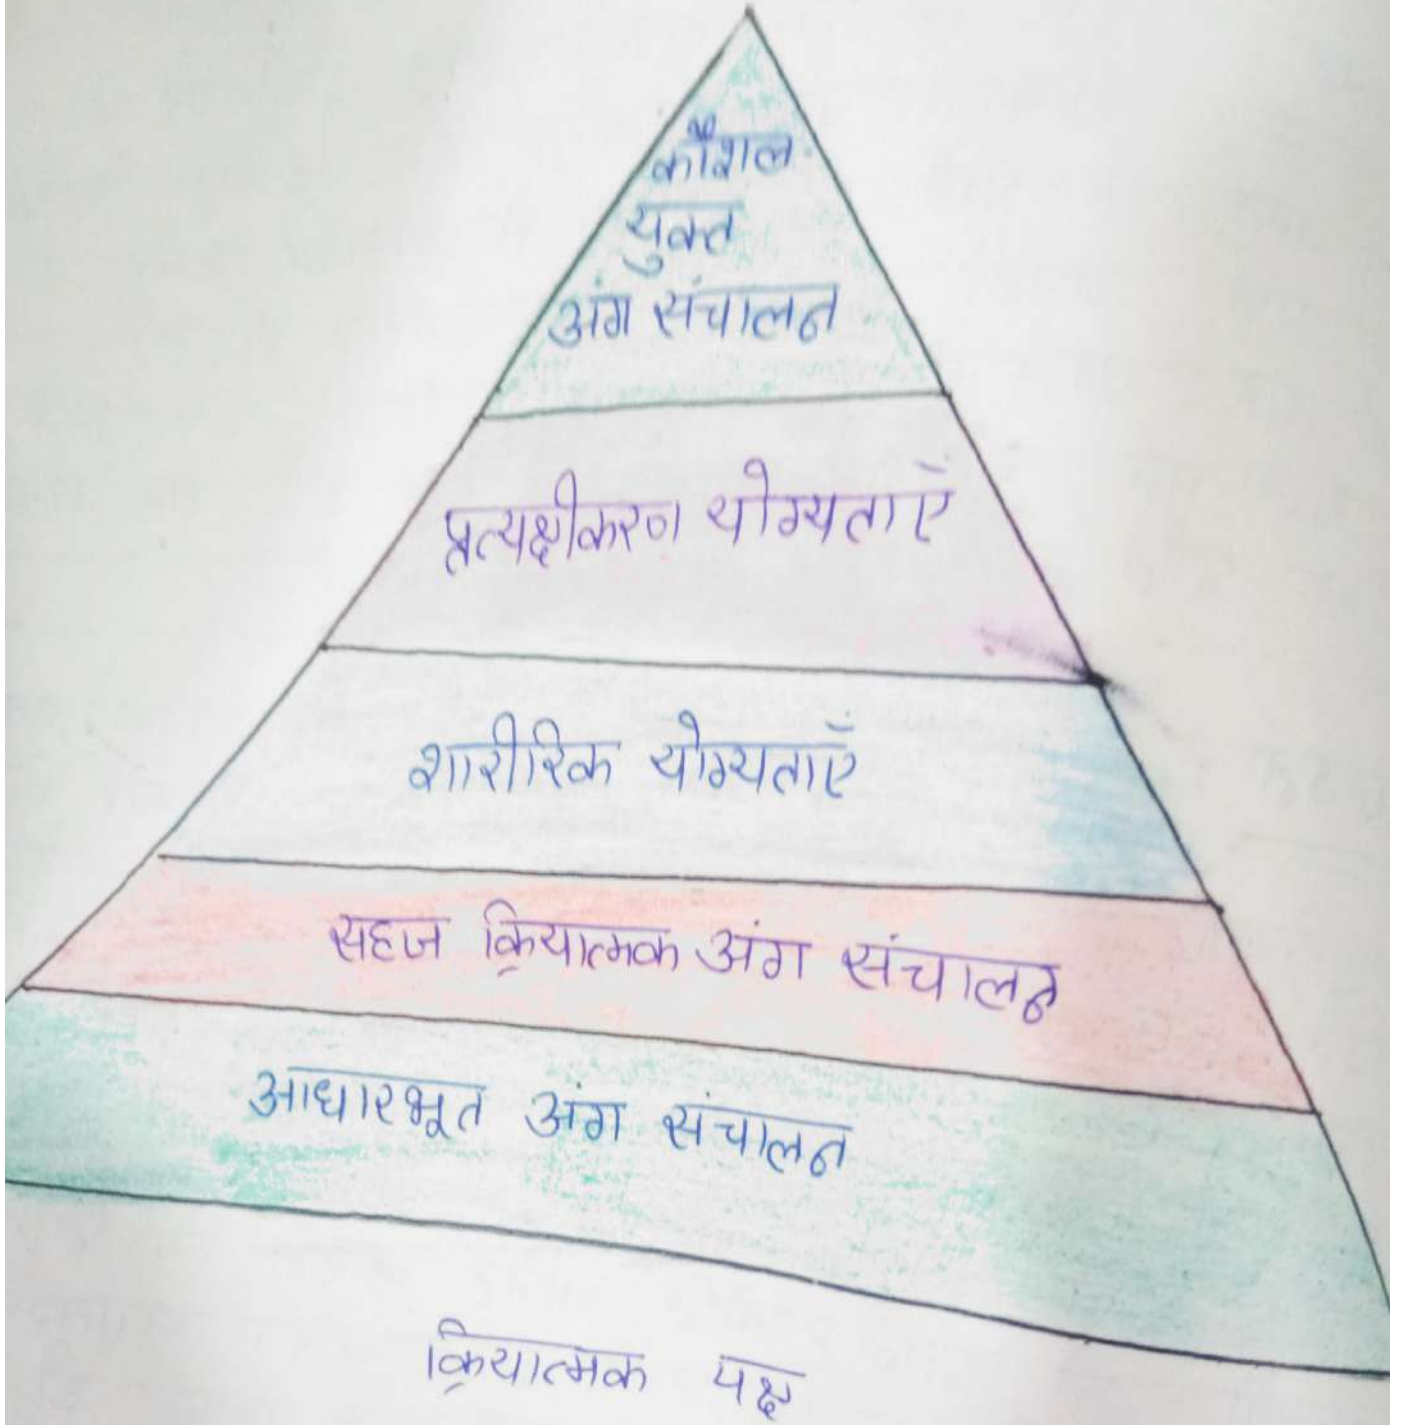 कौशल
युक्त
अंग संचालन
प्रत्यक्षीकरण योग्यताएँ
शारीरिक योग्यताएँ
सहज क्रियात्मक अंग संचालन
आधारभूत अंग संचालन
क्रियात्मक पक्ष